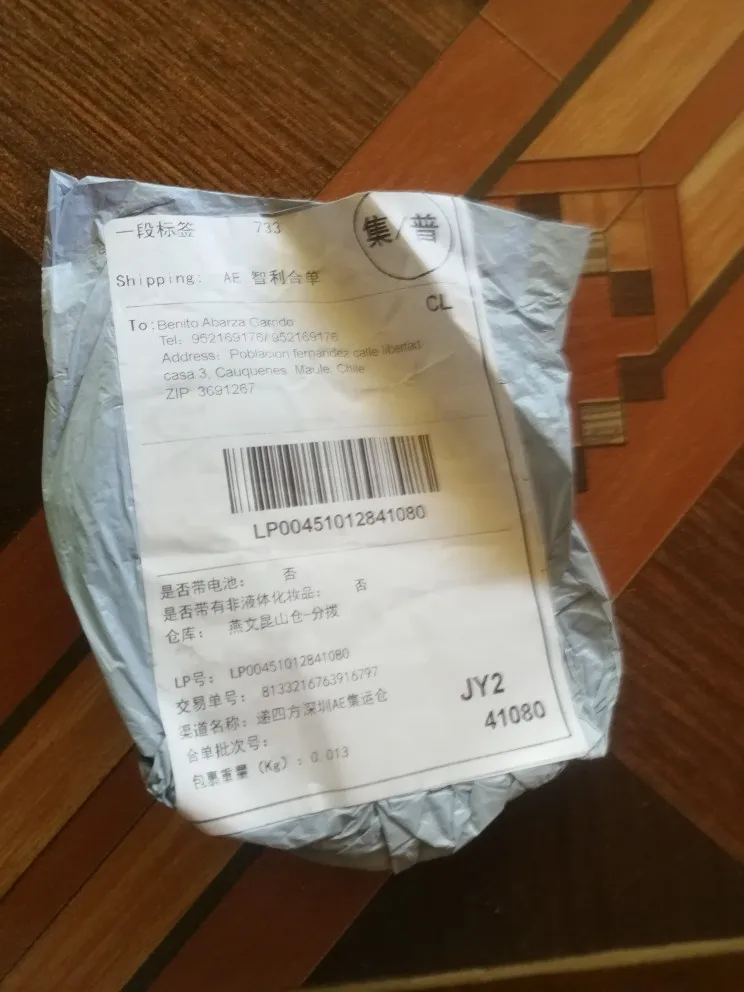 一段标签 733
集/普
Shipping: AE 智利合单
CL
To: Benito Abarza Carrido
Tel: 952169176/ 952169176
Address: Poblacion fernandez calle libertad
casa 3, Cauquenes, Maule, Chile
ZIP 3691267
LP00451012841080
是否带电池: 否
是否带有非液体化妆品: 否
仓库: 燕文昆山仓-分拨
LP号: LP00451012841080
交易单号: 8133216763916797
渠道名称: 递四方深圳AE集运仓
合单批次号:
包裹重量 (Kg) : 0.013
JY2
41080